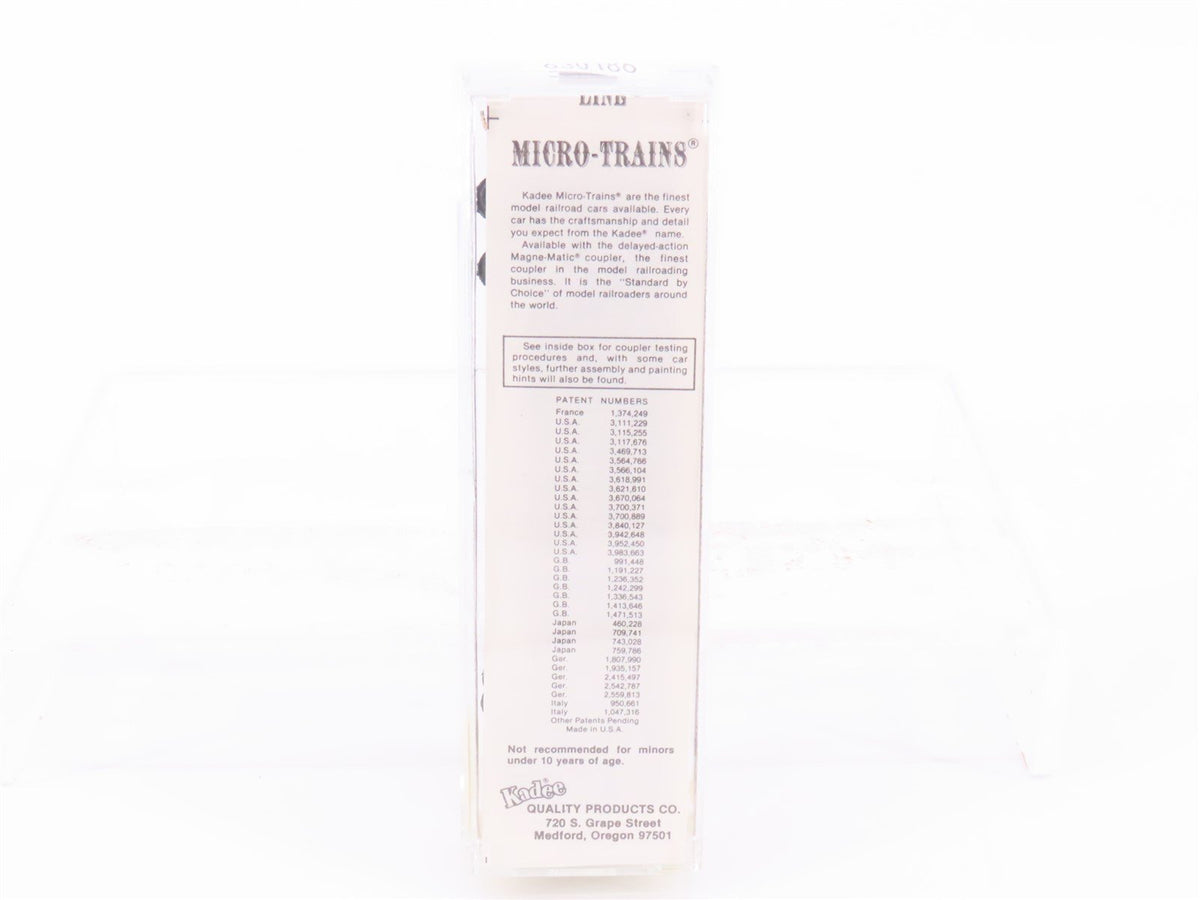 LINE
MICRO-TRAINS®
Kadee Micro-Trains® are the finest
model railroad cars available. Every
car has the craftsmanship and detail
you expect from the Kadee® name.
Available with the delayed-action
Magne-Matic® coupler, the finest
coupler in the model railroading
business. It is the "Standard by
Choice" of model railroaders around
the world.
See inside box for coupler testing
procedures and, with some car
styles, further assembly and painting
hints will also be found.
PATENT NUMBERS
France 1,374,249
U.S.A. 3,111,229
U.S.A. 3,115,255
U.S.A. 3,117,676
U.S.A. 3,469,713
U.S.A. 3,564,766
U.S.A. 3,566,104
U.S.A. 3,618,991
U.S.A. 3,621,610
U.S.A. 3,670,064
U.S.A. 3,700,371
U.S.A. 3,700,889
U.S.A. 3,840,127
U.S.A. 3,942,648
U.S.A. 3,952,450
U.S.A. 3,983,663
G.B. 991,448
G.B. 1,191,227
G.B. 1,236,352
G.B. 1,242,299
G.B. 1,336,543
G.B. 1,413,646
G.B. 1,471,513
Japan 460,228
Japan 709,741
Japan 743,028
Japan 759,786
Ger. 1,807,990
Ger. 1,935,157
Ger. 2,415,497
Ger. 2,542,787
Ger. 2,559,813
Italy 950,661
Italy 1,047,316
Other Patents Pending
Made in U.S.A.
Not recommended for minors
under 10 years of age.
Kadee®
QUALITY PRODUCTS CO.
720 S. Grape Street
Medford, Oregon 97501